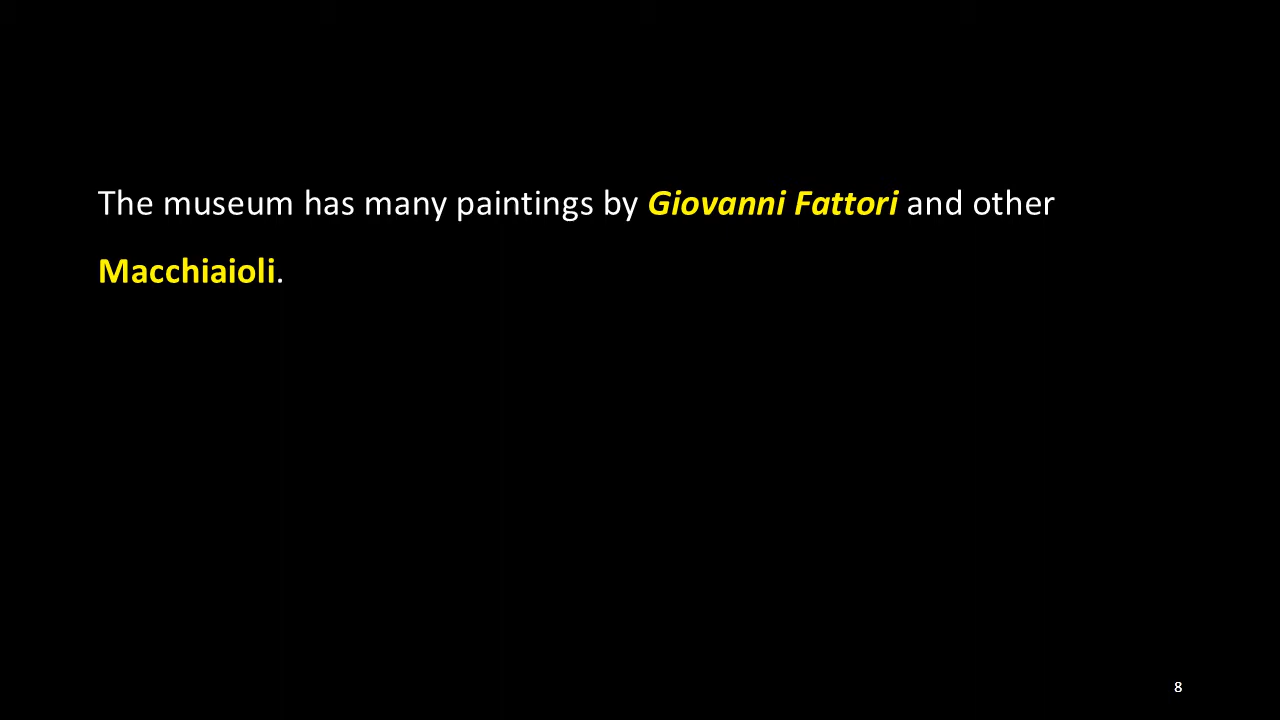 The museum has many paintings by Giovanni Fattori and other
Macchiaioli.
8